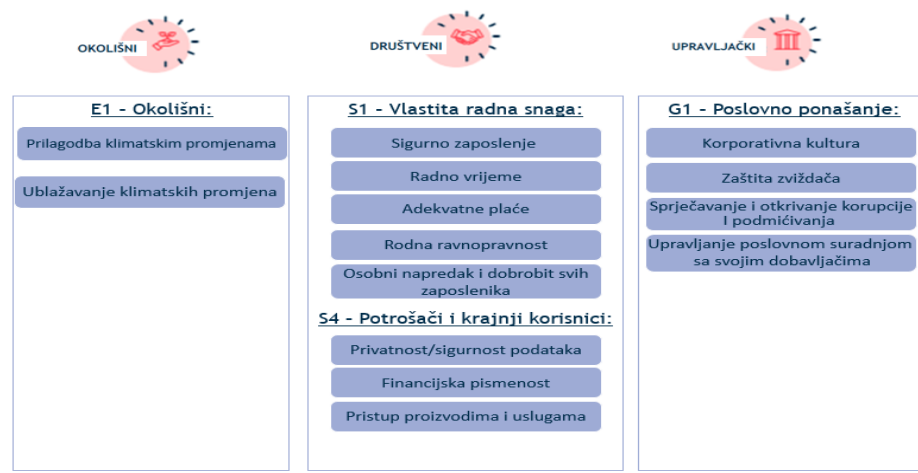 OKOLIŠNI
DRUŠTVENI
UPRAVLJAČKI
E1 - Okolišni:
Prilagodba klimatskim promjenama
Ublažavanje klimatskih promjena
S1 - Vlastita radna snaga:
Sigurno zaposlenje
Radno vrijeme
Adekvatne plaće
Rodna ravnopravnost
Osobni napredak i dobrobit svih
zaposlenika
S4 - Potrošači i krajnji korisnici:
Privatnost/sigurnost podataka
Financijska pismenost
Pristup proizvodima i uslugama
G1 - Poslovno ponašanje:
Korporativna kultura
Zaštita zviždača
Sprječavanje i otkrivanje korupcije
I podmićivanja
Upravljanje poslovnom suradnjom
sa svojim dobavljačima